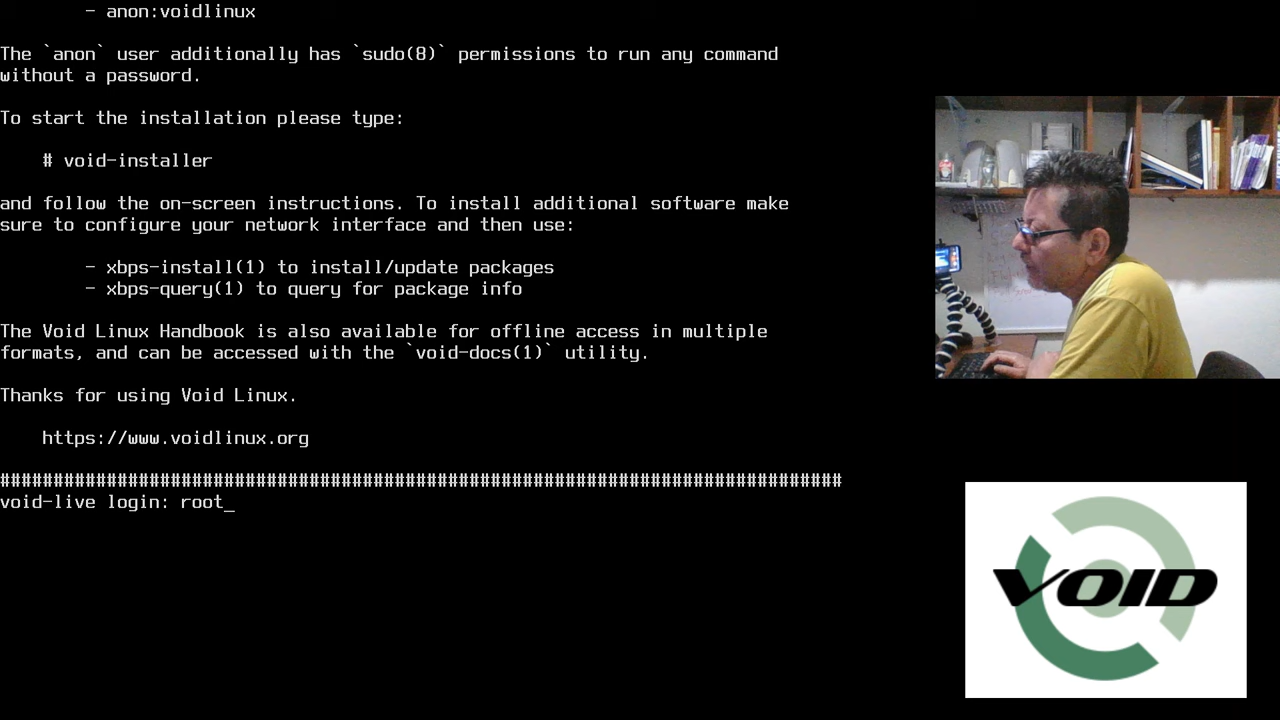 - anon:voidlinux
The `anon` user additionally has `sudo(8)` permissions to run any command
without a password.
To start the installation please type:
# void-installer
and follow the on-screen instructions. To install additional software make
sure to configure your network interface and then use:
- xbps-install(1) to install/update packages
- xbps-query(1) to query for package info
The Void Linux Handbook is also available for offline access in multiple
formats, and can be accessed with the `void-docs(1)` utility.
Thanks for using Void Linux.
https://www.voidlinux.org
###############################################################################
void-live login: root_
VOID